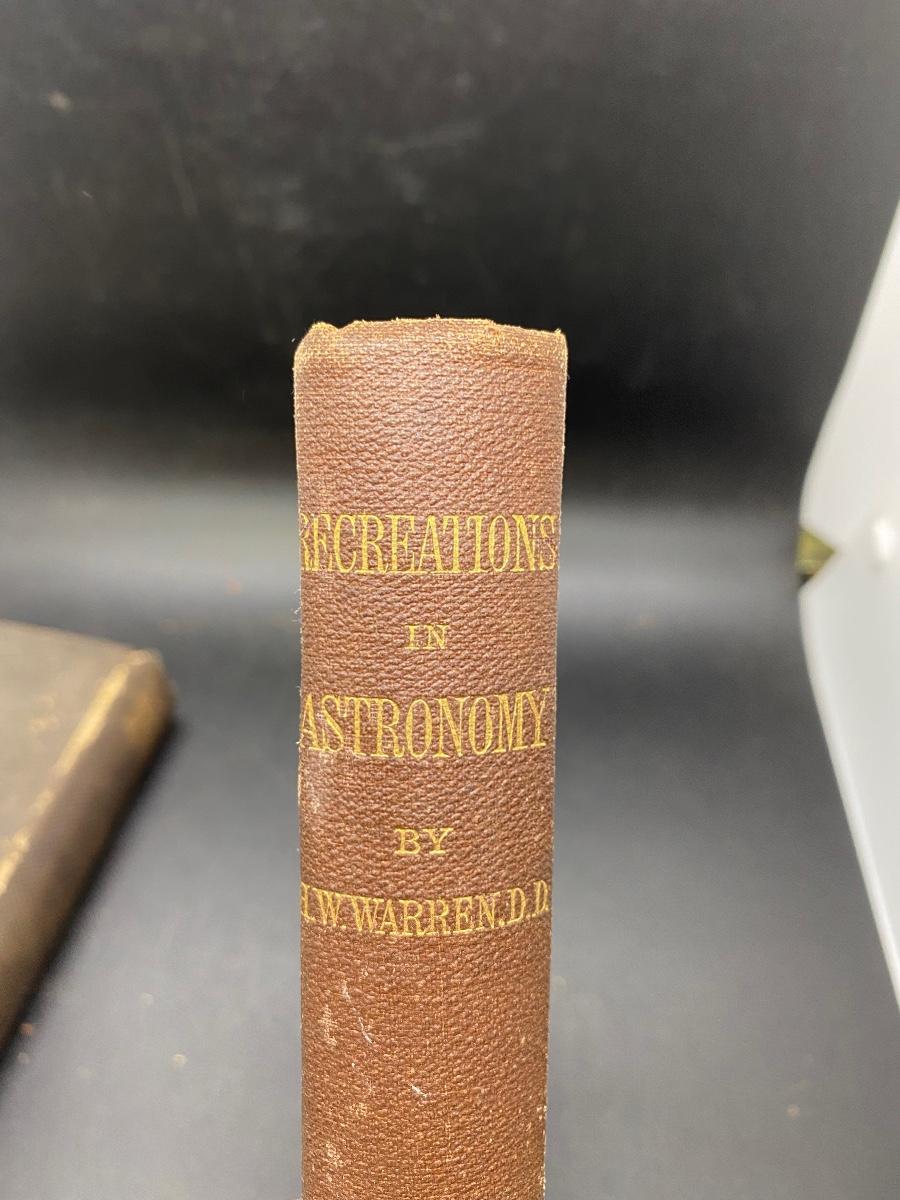 RECREATIONS
IN
ASTRONOMY
BY
H.W.WARREN.D.D.